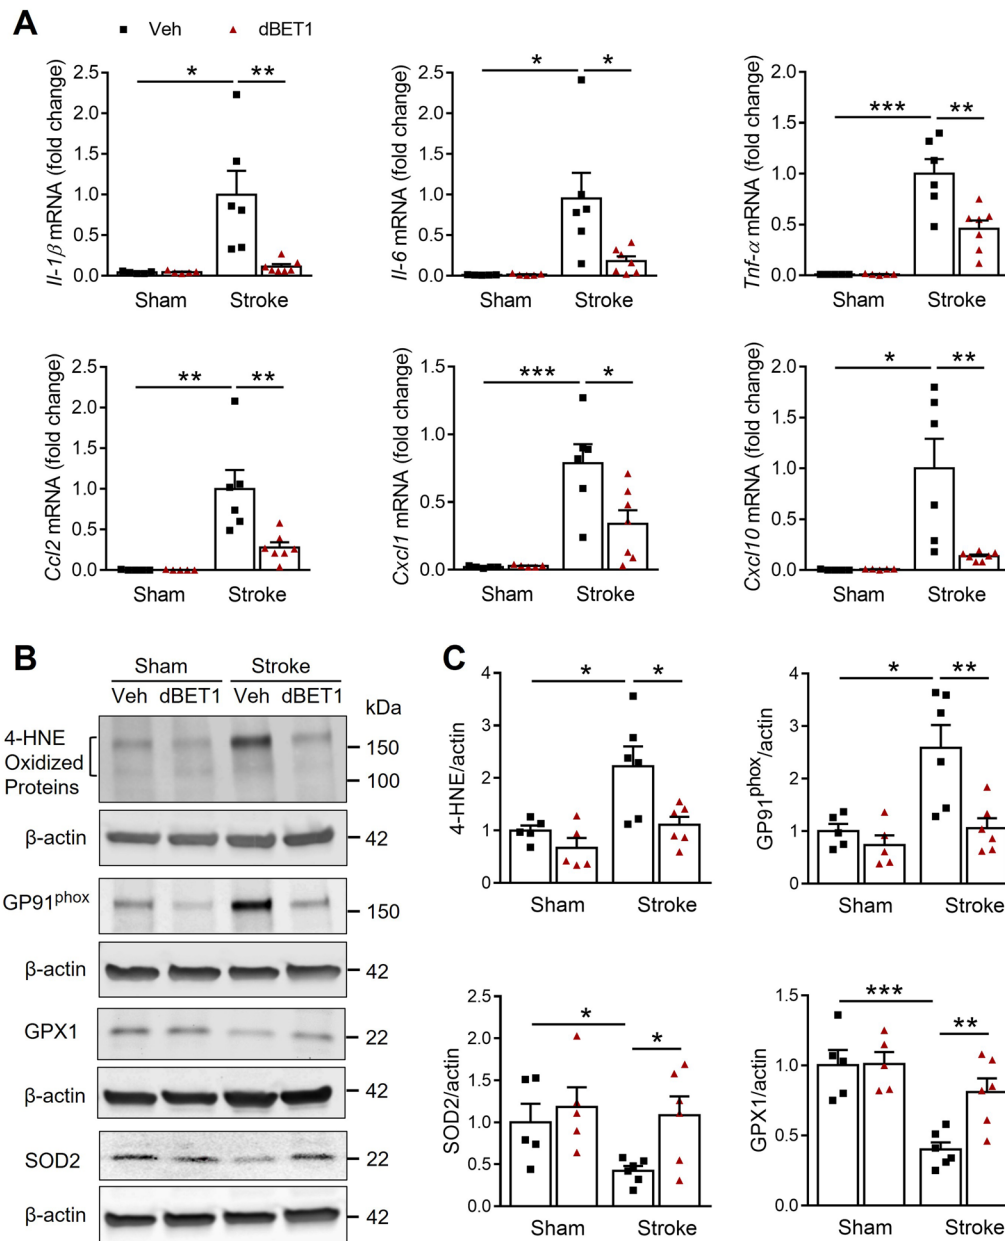 A
Veh dBET1
Il-1β mRNA (fold change)
2.5
2.0
1.5
1.0
0.5
0.0
* **
Sham Stroke
Il-6 mRNA (fold change)
2.5
2.0
1.5
1.0
0.5
0.0
* *
Sham Stroke
Tnf-α mRNA (fold change)
2.0
1.5
1.0
0.5
0.0
*** **
Sham Stroke
Ccl2 mRNA (fold change)
2.5
2.0
1.5
1.0
0.5
0.0
** **
Sham Stroke
Cxcl1 mRNA (fold change)
1.5
1.0
0.5
0.0
*** *
Sham Stroke
Cxcl10 mRNA (fold change)
2.0
1.5
1.0
0.5
0.0
* **
Sham Stroke
B
Sham Stroke
Veh dBET1 Veh dBET1
kDa
4-HNE
Oxidized
Proteins
150
100
β-actin 42
GP91phox 150
β-actin 42
GPX1 22
β-actin 42
SOD2 22
β-actin 42
C
4-HNE/actin
4
3
2
1
0
* *
Sham Stroke
GP91phox/actin
4
3
2
1
0
* **
Sham Stroke
SOD2/actin
2.5
2.0
1.5
1.0
0.5
0.0
* *
Sham Stroke
GPX1/actin
1.5
1.0
0.5
0.0
*** **
Sham Stroke